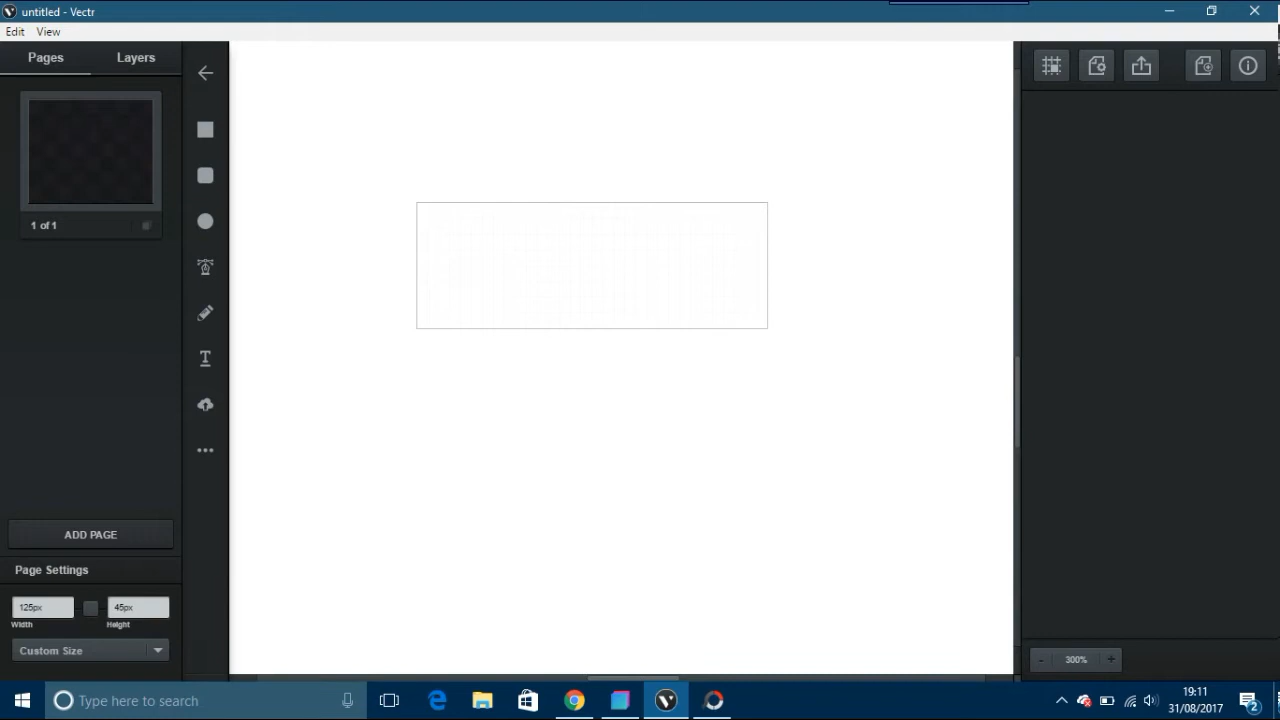 untitled - Vectr
Edit View
Pages Layers
1 of 1
ADD PAGE
Page Settings
125px 45px
Width Height
Custom Size
300%
Type here to search
19:11
31/08/2017
2